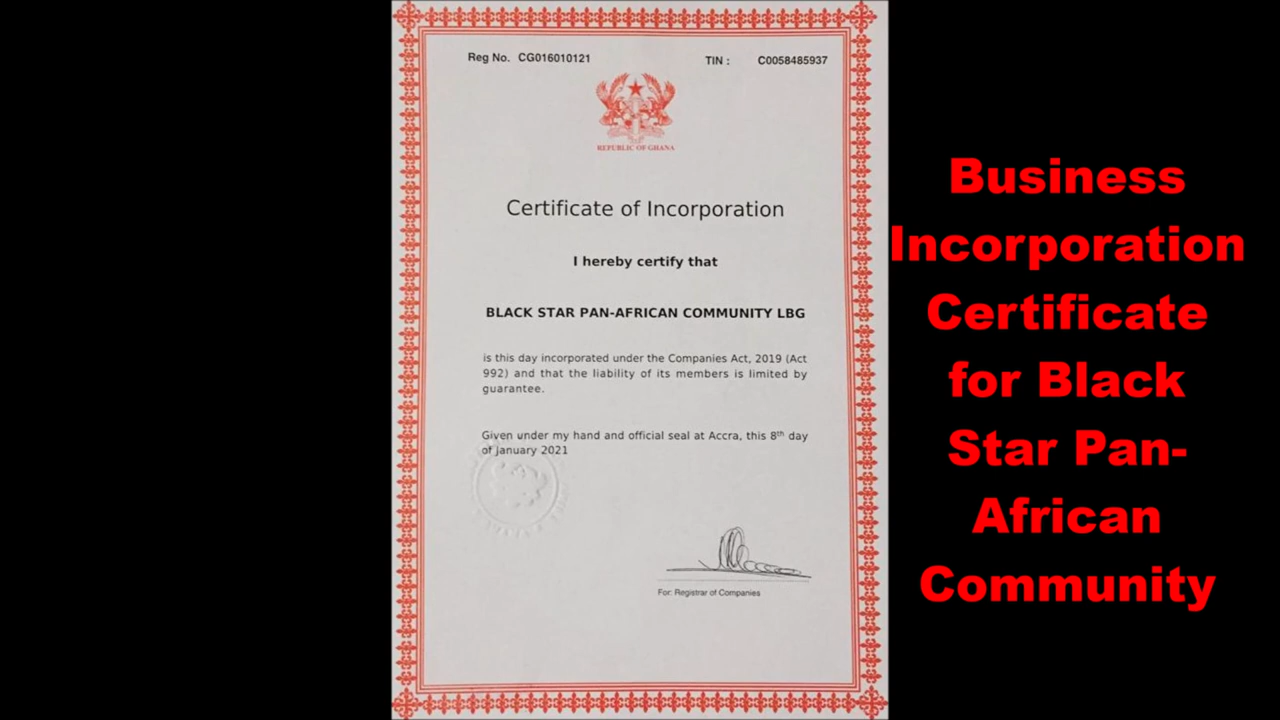 Reg No. CG016010121
TIN : C0058485937
REPUBLIC OF GHANA
Certificate of Incorporation
I hereby certify that
BLACK STAR PAN-AFRICAN COMMUNITY LBG
is this day incorporated under the Companies Act, 2019 (Act
992) and that the liability of its members is limited by
guarantee.
Given under my hand and official seal at Accra, this 8th day
of January 2021
For: Registrar of Companies
Business
Incorporation
Certificate
for Black
Star Pan-
African
Community